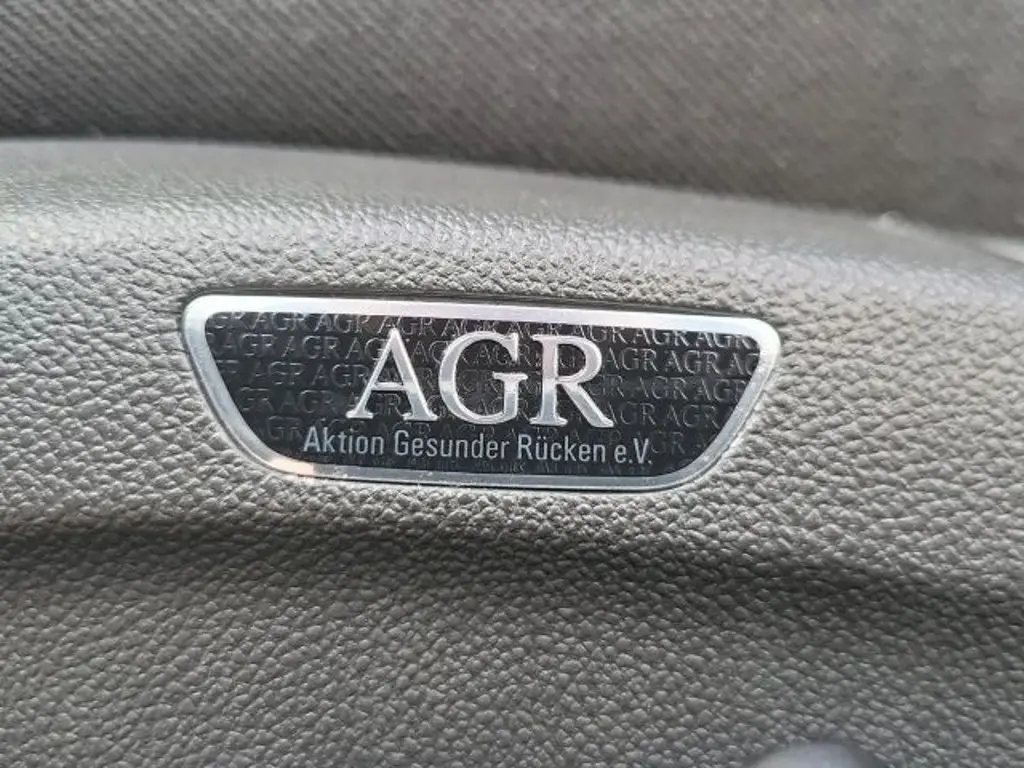 AGR
Aktion Gesunder Rücken e.V.